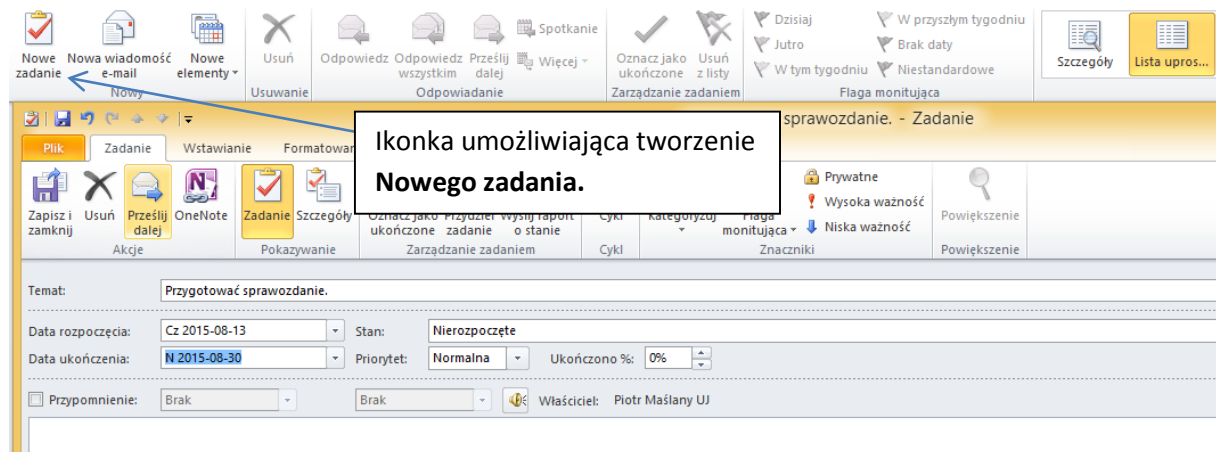 Nowe zadanie
Nowa wiadomość e-mail
Nowe elementy
Usuń
Odpowiedz
Odpowiedz wszystkim
Prześlij dalej
Spotkanie
Więcej
Oznacz jako ukończone
Usuń z listy
Dzisiaj
Jutro
W tym tygodniu
W przyszłym tygodniu
Brak daty
Niestandardowe
Szczegóły
Lista upros...
Nowy
Usuwanie
Odpowiadanie
Zarządzanie zadaniem
Flaga monitująca
sprawozdanie. - Zadanie
Ikonka umożliwiająca tworzenie
Nowego zadania.
Plik
Zadanie
Wstawianie
Formatowan
Zapisz i zamknij
Usuń
Prześlij dalej
OneNote
Zadanie
Szczegóły
Oznacz jako ukończone
Przydziel zadanie
Wyślij raport o stanie
Cykl
Kategoryzuj
Flaga monitująca
Prywatne
Wysoka ważność
Niska ważność
Powiększenie
Akcje
Pokazywanie
Zarządzanie zadaniem
Cykl
Znaczniki
Powiększenie
Temat: Przygotować sprawozdanie.
Data rozpoczęcia: Cz 2015-08-13 Stan: Nierozpoczęte
Data ukończenia: N 2015-08-30 Priorytet: Normalna Ukończono %: 0%
Przypomnienie: Brak Brak Właściciel: Piotr Maślany UJ